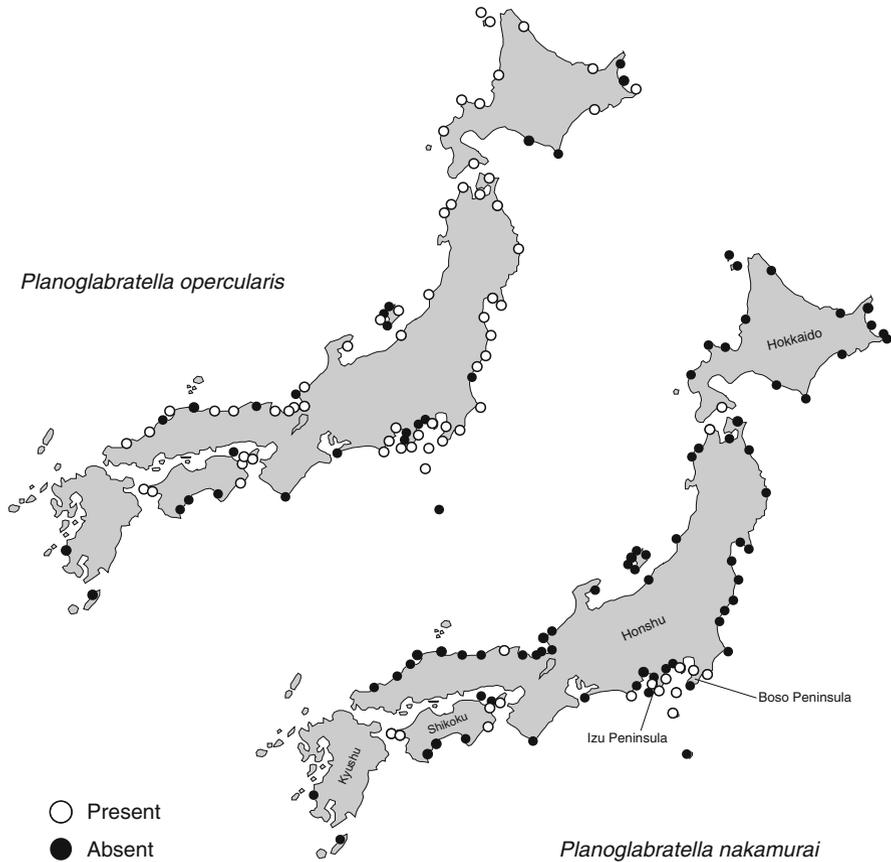 Planoglabratella opercularis
Hokkaido
Honshu
Boso Peninsula
Izu Peninsula
Shikoku
Kyushu
Present
Absent
Planoglabratella nakamurai